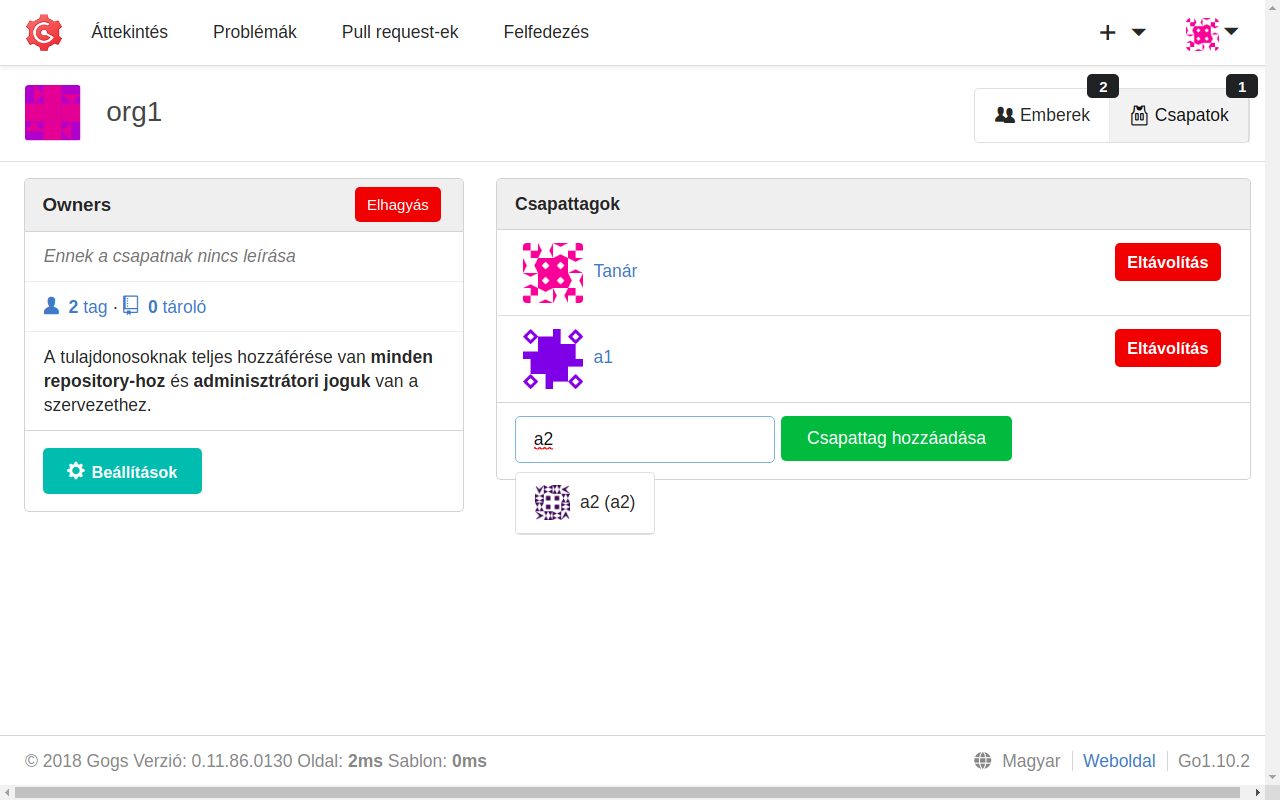 Áttekintés Problémák Pull request-ek Felfedezés
org1
2
Emberek
1
Csapatok
Owners
Elhagyás
Ennek a csapatnak nincs leírása
2 tag · 0 tároló
A tulajdonosoknak teljes hozzáférése van minden
repository-hoz és adminisztrátori joguk van a
szervezethez.
Beállítások
Csapattagok
Tanár
Eltávolítás
a1
Eltávolítás
a2
Csapattag hozzáadása
a2 (a2)
© 2018 Gogs Verzió: 0.11.86.0130 Oldal: 2ms Sablon: 0ms
Magyar Weboldal Go1.10.2